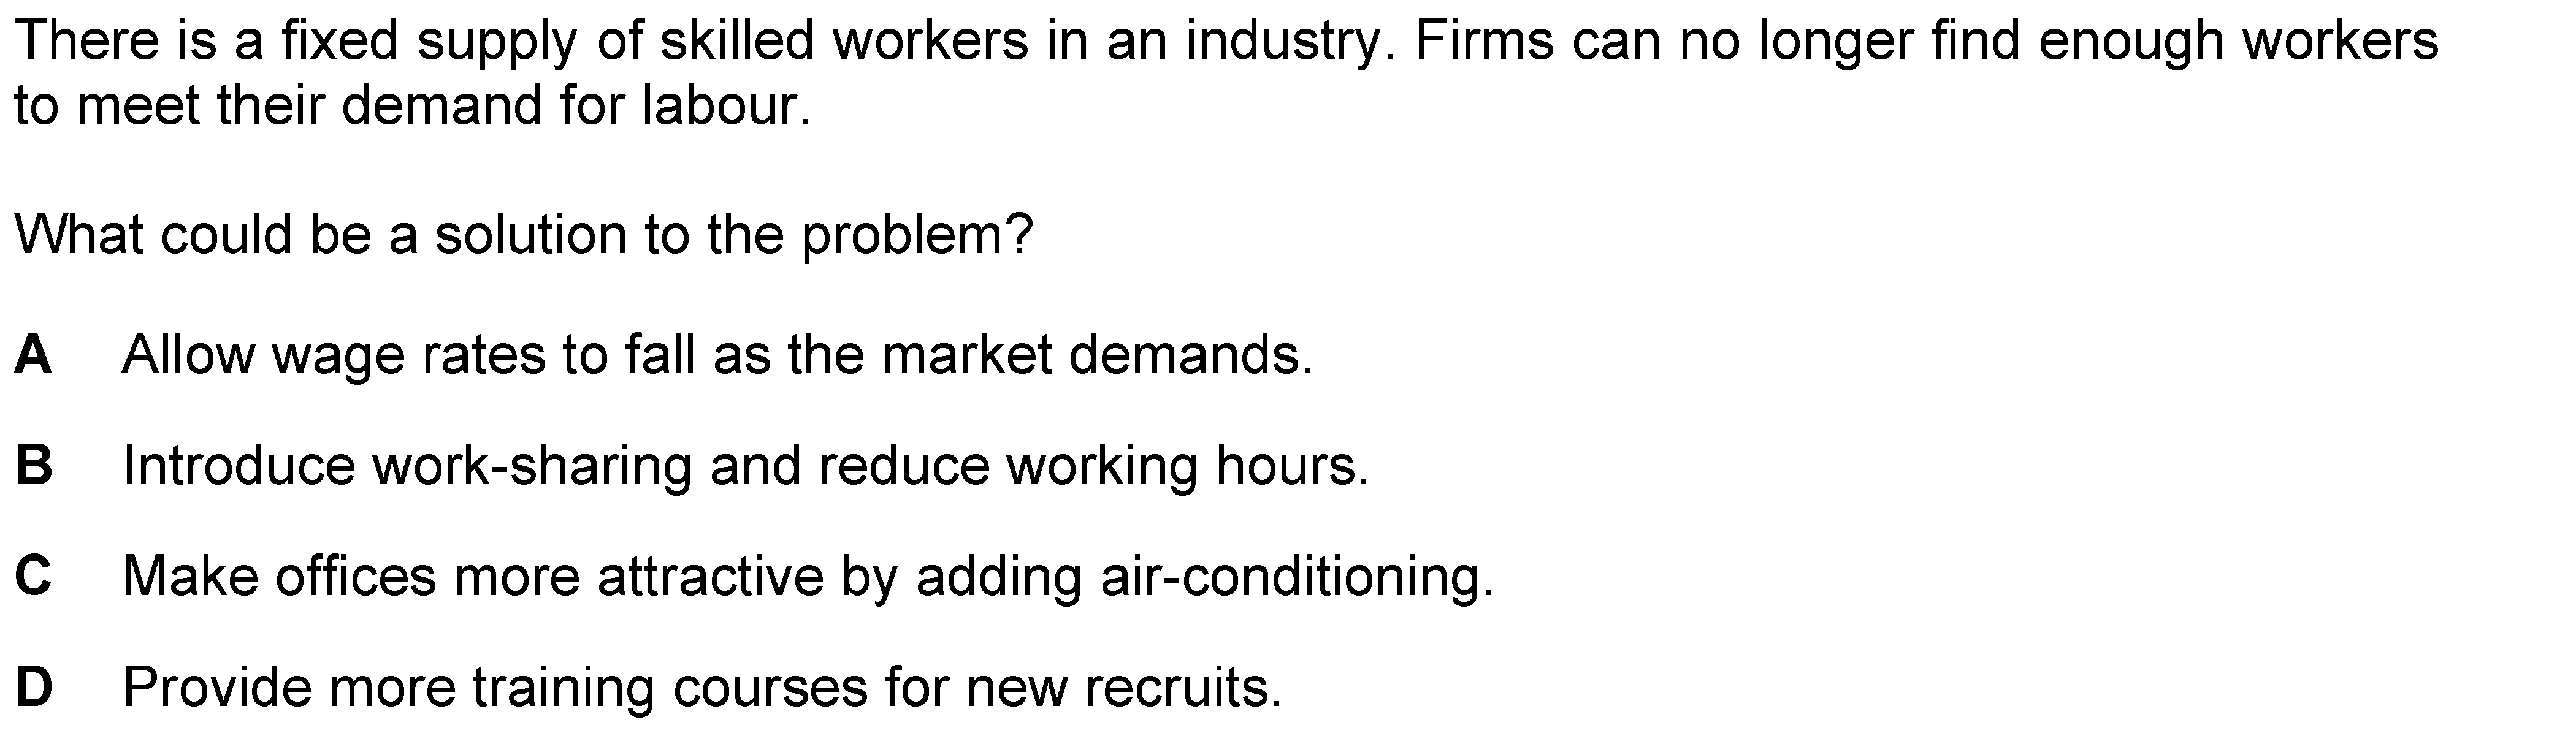 There is a fixed supply of skilled workers in an industry. Firms can no longer find enough workers
to meet their demand for labour.
What could be a solution to the problem?
A Allow wage rates to fall as the market demands.
B Introduce work-sharing and reduce working hours.
C Make offices more attractive by adding air-conditioning.
D Provide more training courses for new recruits.